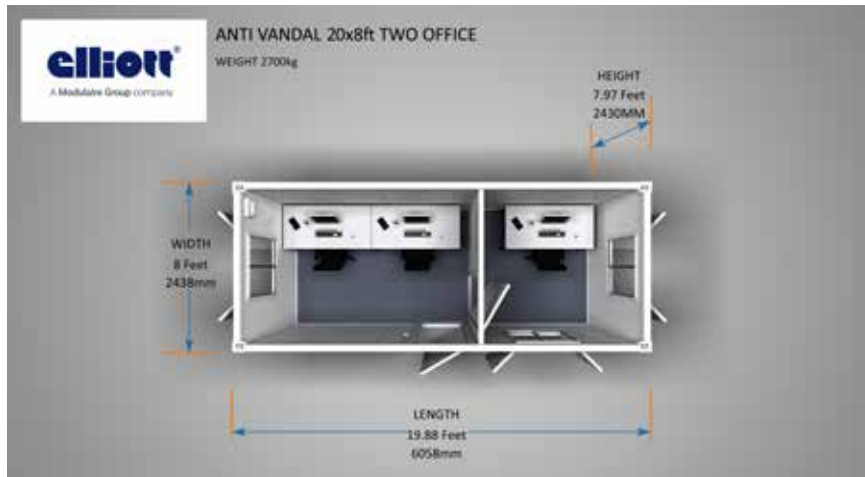 elliott®
A Modulaire Group company
ANTI VANDAL 20x8ft TWO OFFICE
WEIGHT 2700kg
HEIGHT
7.97 Feet
2430MM
WIDTH
8 Feet
2438mm
LENGTH
19.88 Feet
6058mm